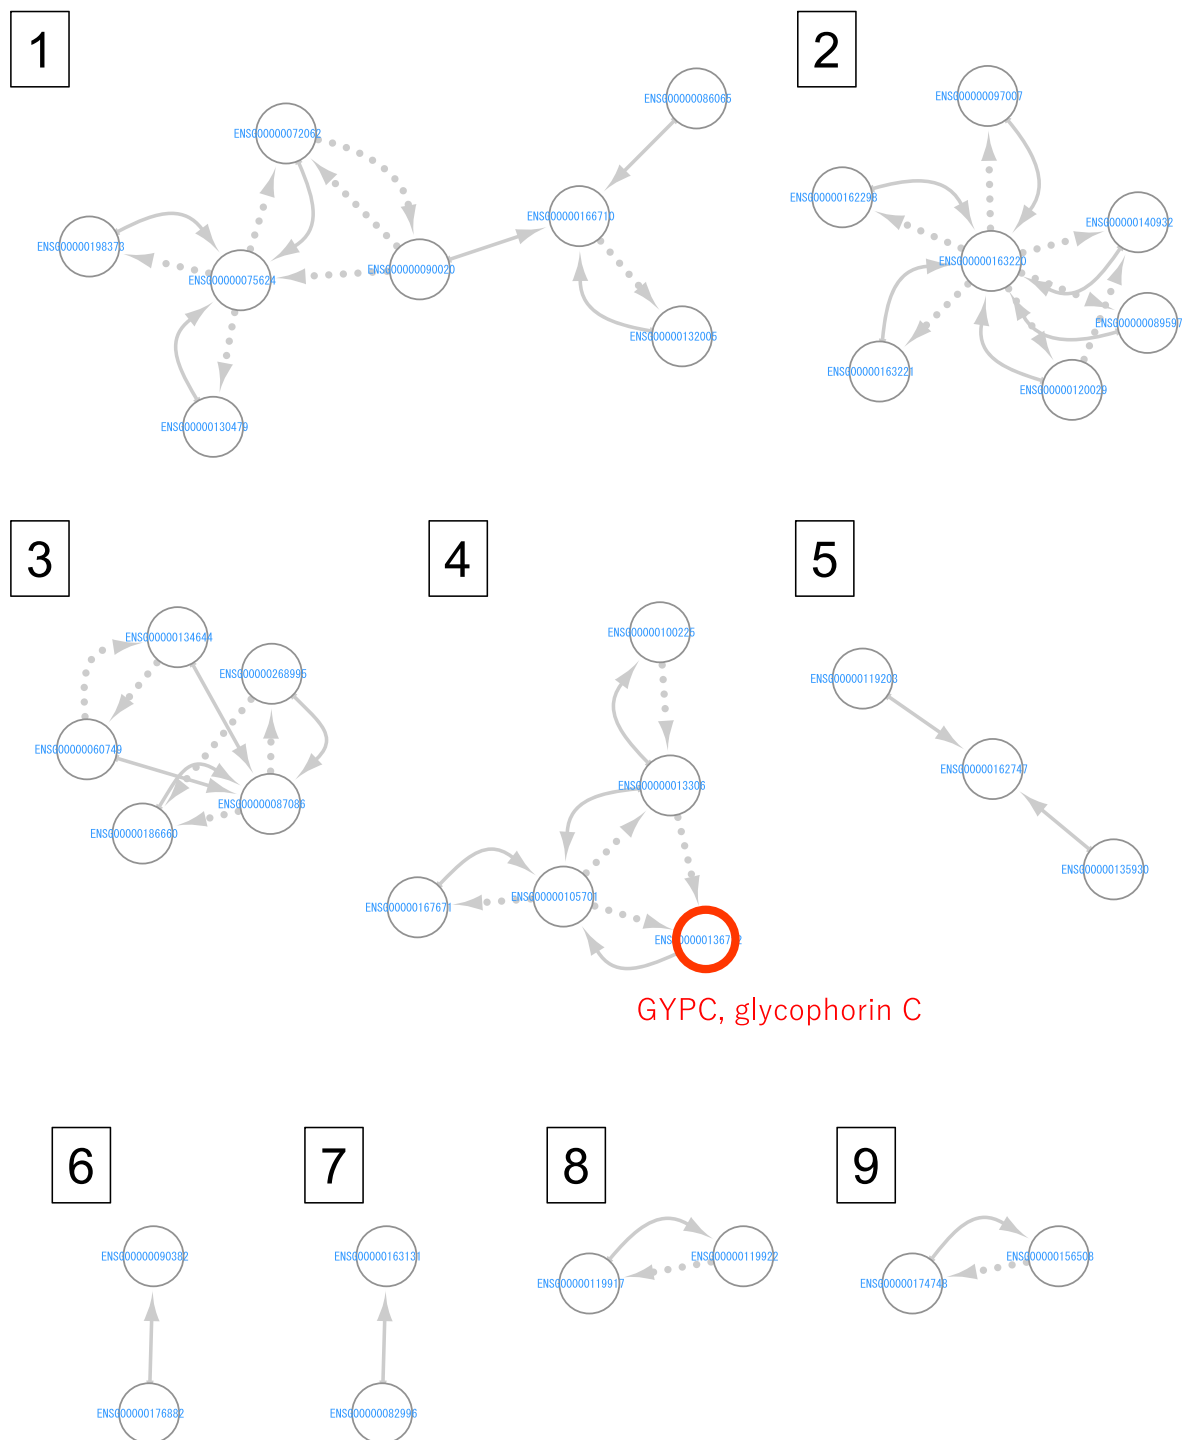 1
2
ENSG00000086065
ENSG00000097007
ENSG00000072062
ENSG00000162298
ENSG00000166710
ENSG00000140932
ENSG00000198373
ENSG00000163220
ENSG00000090020
ENSG00000075624
ENSG00000089597
ENSG00000132005
ENSG00000163221
ENSG00000120029
ENSG00000130479
3
4
5
ENSG00000134644
ENSG00000100225
ENSG00000268995
ENSG00000119203
ENSG00000060749
ENSG00000162747
ENSG00000013306
ENSG00000087086
ENSG00000186660
ENSG00000135930
ENSG00000105701
ENSG00000167671
GYPC, glycophorin C
6
7
8
9
ENSG00000090382
ENSG00000163131
ENSG00000119922
ENSG00000156508
ENSG00000119917
ENSG00000174748
ENSG00000176882
ENSG00000082996